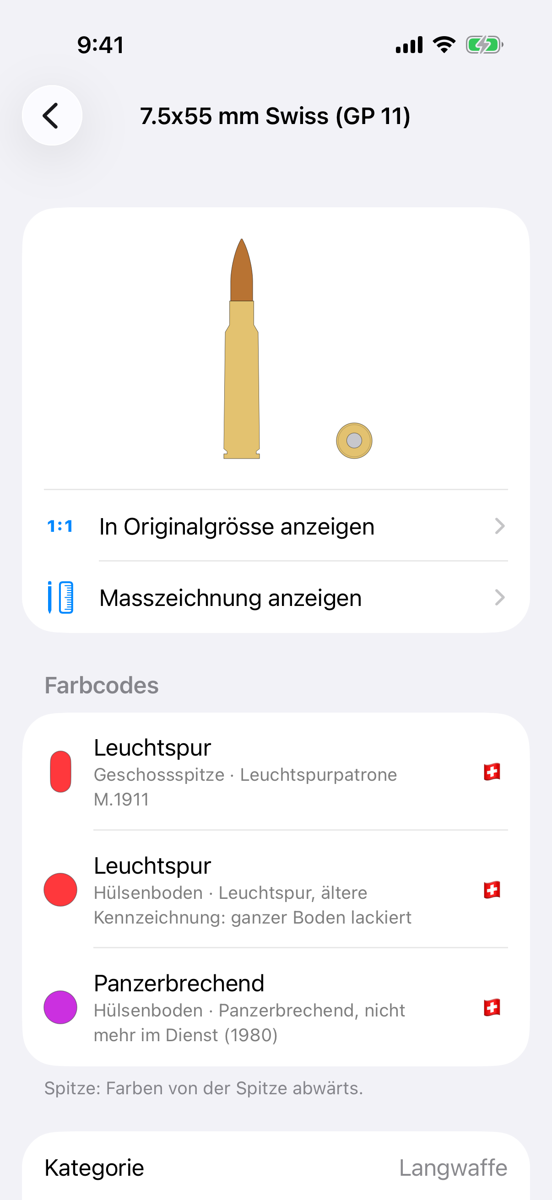 9:41
7.5x55 mm Swiss (GP 11)
1:1 In Originalgrösse anzeigen
Masszeichnung anzeigen
Farbcodes
Leuchtspur
Geschossspitze · Leuchtspurpatrone
M.1911
Leuchtspur
Hülsenboden · Leuchtspur, ältere
Kennzeichnung: ganzer Boden lackiert
Panzerbrechend
Hülsenboden · Panzerbrechend, nicht
mehr im Dienst (1980)
Spitze: Farben von der Spitze abwärts.
Kategorie Langwaffe